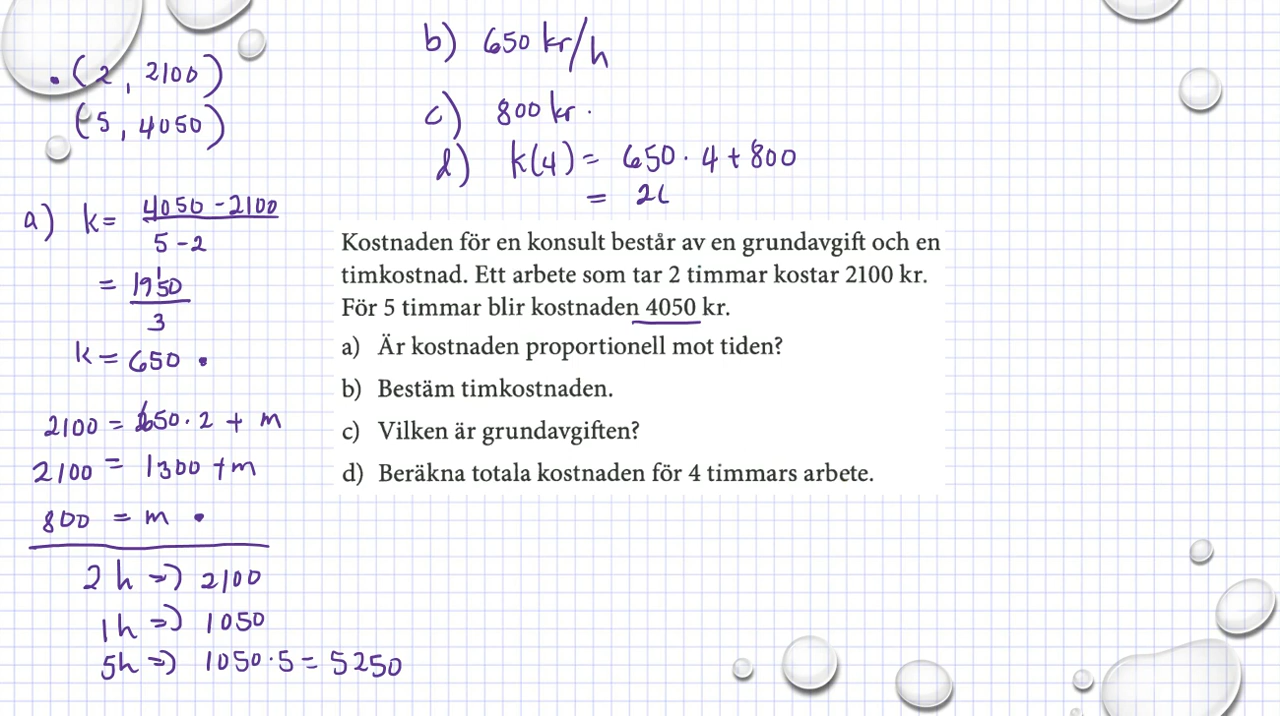 (2, 2100)
(5, 4050)
a) k = 4050 - 2100
5 - 2
= 1950
3
k = 650
2100 = 650 · 2 + m
2100 = 1300 + m
800 = m
2h => 2100
1h => 1050
5h => 1050 · 5 = 5250
b) 650 kr/h
c) 800 kr.
d) k(4) = 650 · 4 + 800
= 26
Kostnaden för en konsult består av en grundavgift och en
timkostnad. Ett arbete som tar 2 timmar kostar 2100 kr.
För 5 timmar blir kostnaden 4050 kr.
a) Är kostnaden proportionell mot tiden?
b) Bestäm timkostnaden.
c) Vilken är grundavgiften?
d) Beräkna totala kostnaden för 4 timmars arbete.